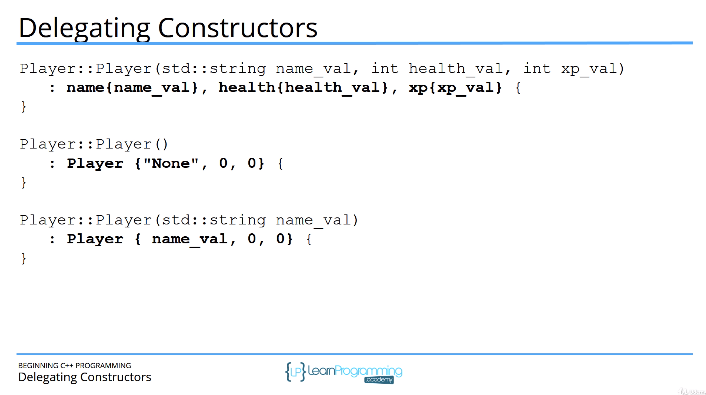 Delegating Constructors
Player::Player(std::string name_val, int health_val, int xp_val)
: name{name_val}, health{health_val}, xp{xp_val} {
}
Player::Player()
: Player {"None", 0, 0} {
}
Player::Player(std::string name_val)
: Player { name_val, 0, 0} {
}
BEGINNING C++ PROGRAMMING
Delegating Constructors
{LP} LearnProgramming
academy